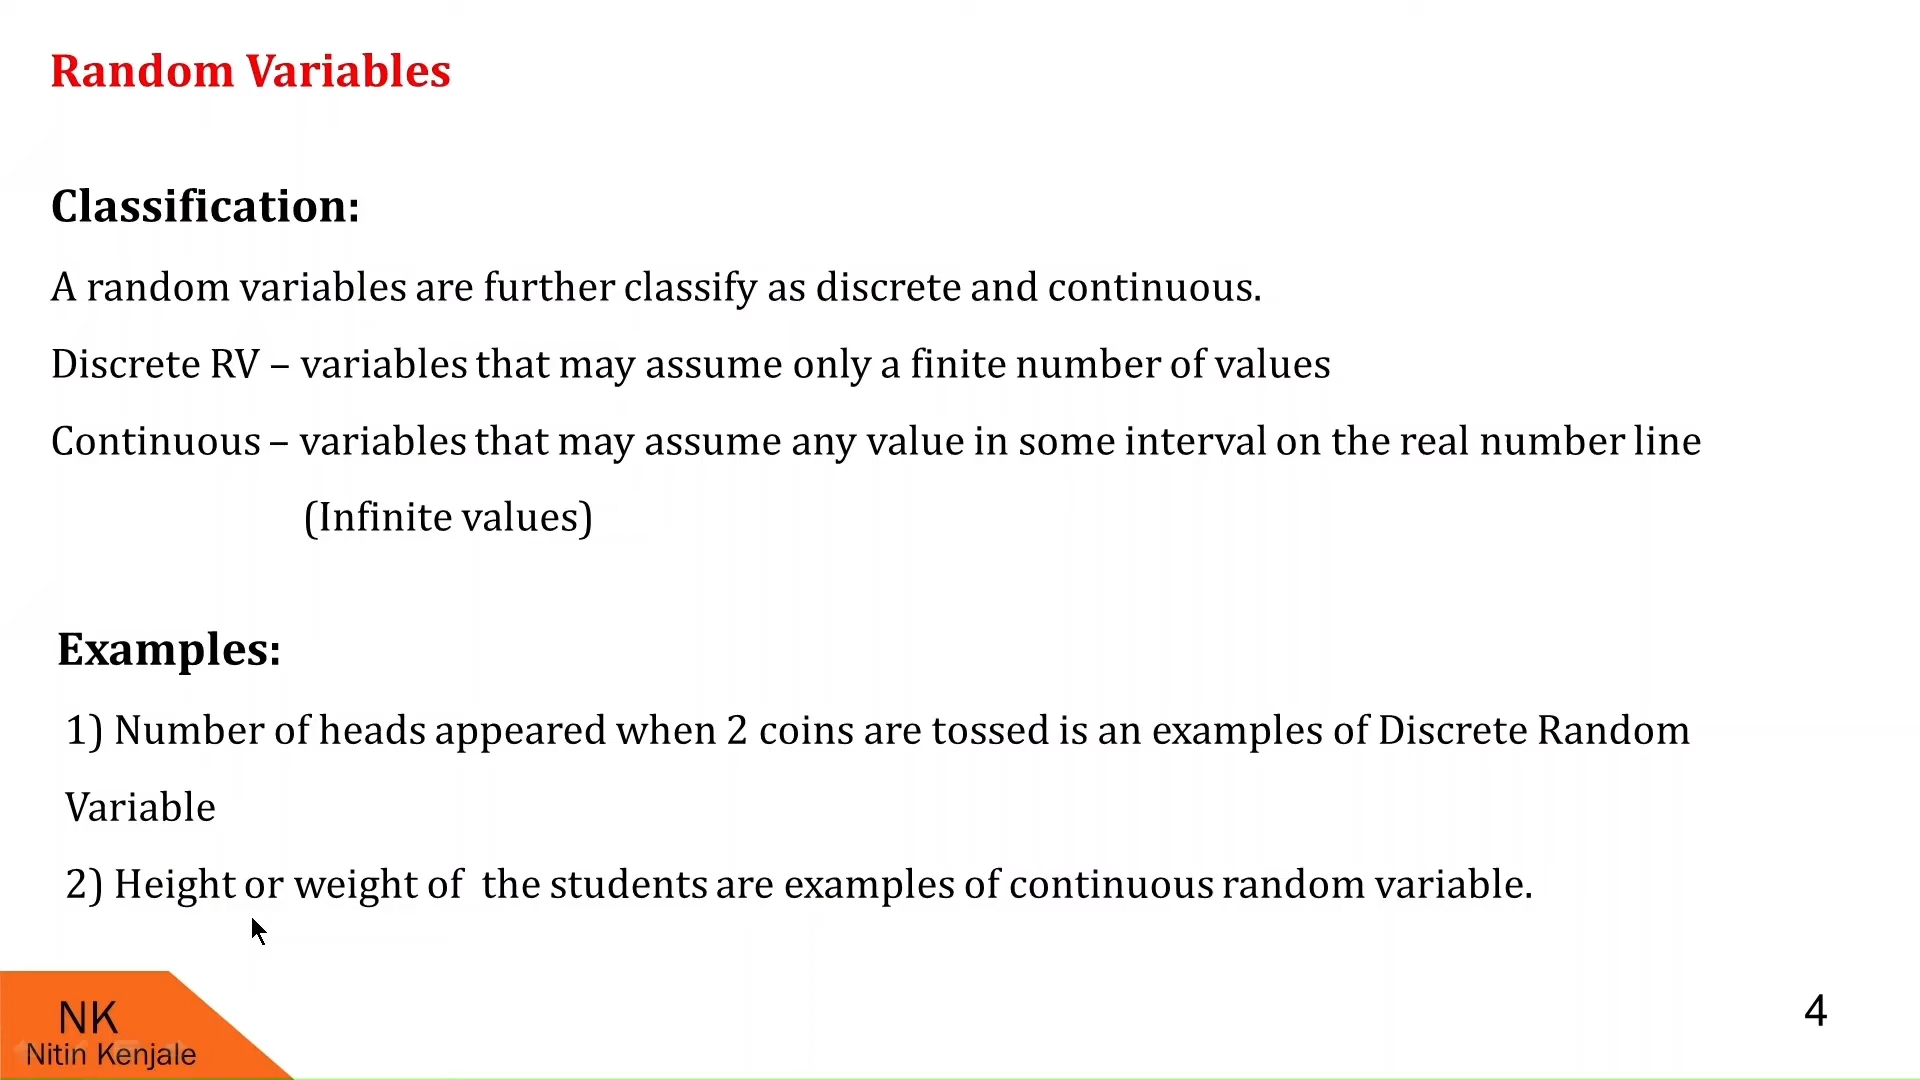 Random Variables
Classification:
A random variables are further classify as discrete and continuous.
Discrete RV – variables that may assume only a finite number of values
Continuous – variables that may assume any value in some interval on the real number line
(Infinite values)
Examples:
1) Number of heads appeared when 2 coins are tossed is an examples of Discrete Random
Variable
2) Height or weight of  the students are examples of continuous random variable.
NK
Nitin Kenjale
4